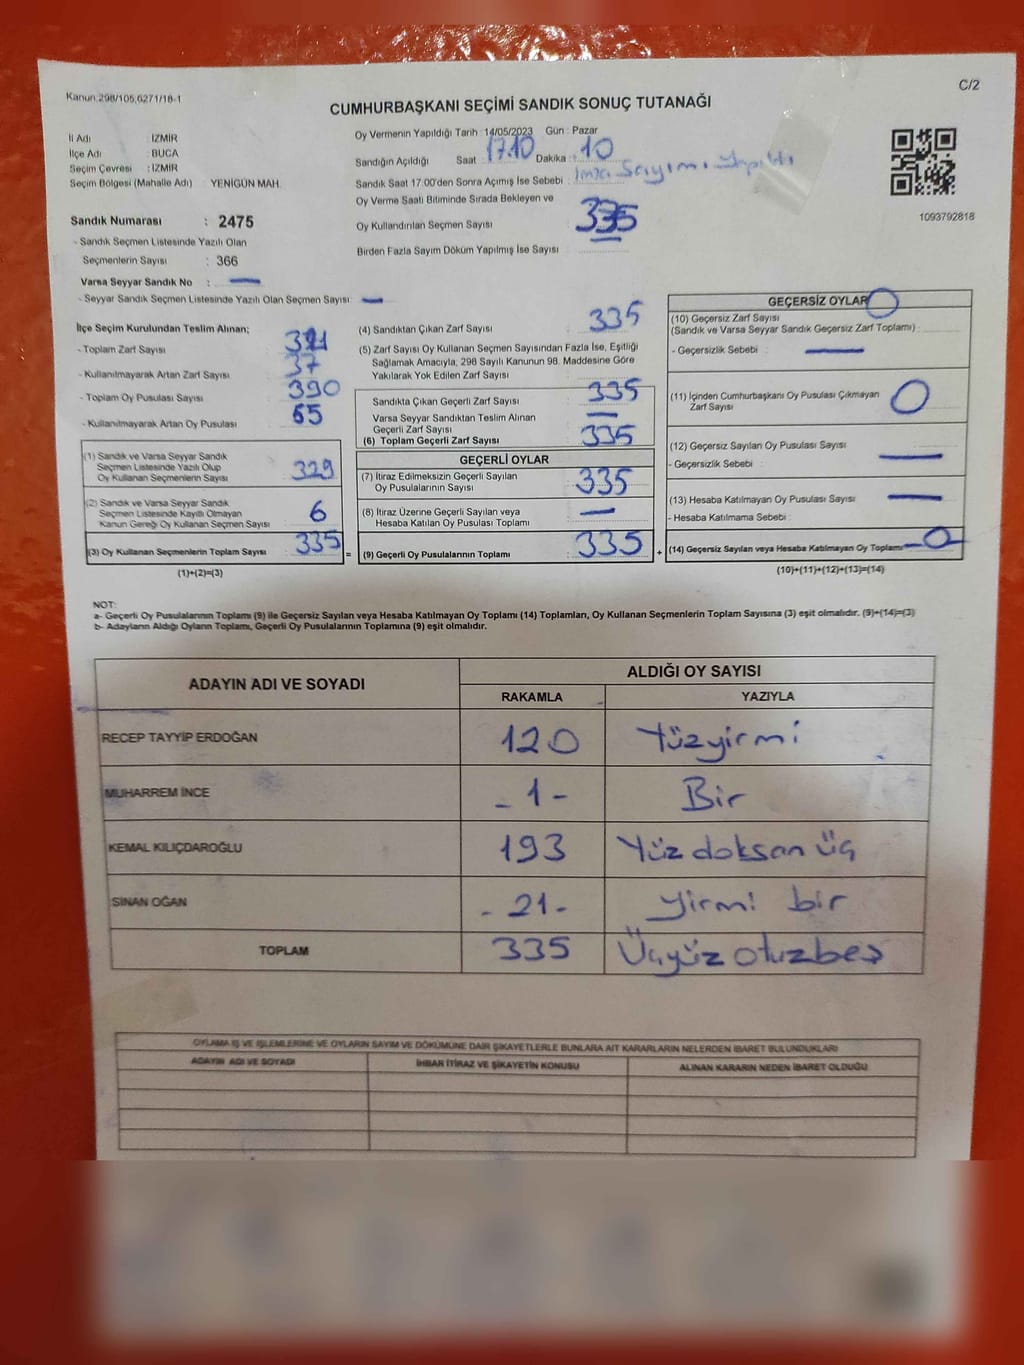 Kanun:298/105,6271/18-1
C/2
CUMHURBAŞKANI SEÇİMİ SANDIK SONUÇ TUTANAĞI
İl Adı : İZMİR
İlçe Adı : BUCA
Seçim Çevresi : İZMİR
Seçim Bölgesi (Mahalle Adı) YENİGÜN MAH.
Sandık Numarası : 2475
- Sandık Seçmen Listesinde Yazılı Olan
Seçmenlerin Sayısı : 366
Varsa Seyyar Sandık No : —
- Seyyar Sandık Seçmen Listesinde Yazılı Olan Seçmen Sayısı: —
Oy Vermenin Yapıldığı Tarih : 14/05/2023 Gün : Pazar
Sandığın Açıldığı Saat 17.10 Dakika : 10
Sandık Saat 17:00'den Sonra Açımış İse Sebebi : İmza Sayımı Yapıldı
Oy Verme Saati Bitiminde Sırada Bekleyen ve
Oy Kullandırılan Seçmen Sayısı 335
Birden Fazla Sayım Döküm Yapılmış İse Sayısı
1093792818
İlçe Seçim Kurulundan Teslim Alınan;
- Toplam Zarf Sayısı
- Kullanılmayarak Artan Zarf Sayısı 37
- Toplam Oy Pusulası Sayısı 390
- Kullanılmayarak Artan Oy Pusulası 65
(1) Sandık ve Varsa Seyyar Sandık
Seçmen Listesinde Yazılı Olup
Oy Kullanan Seçmenlerin Sayısı 329
(2) Sandık ve Varsa Seyyar Sandık
Seçmen Listesinde Kayıtlı Olmayan
Kanun Gereği Oy Kullanan Seçmen Sayısı 6
(3) Oy Kullanan Seçmenlerin Toplam Sayısı 335 =
(1)+(2)=(3)
(4) Sandıktan Çıkan Zarf Sayısı 335
(5) Zarf Sayısı Oy Kullanan Seçmen Sayısından Fazla İse, Eşitliği
Sağlamak Amacıyla; 298 Sayılı Kanunun 98. Maddesine Göre
Yakılarak Yok Edilen Zarf Sayısı
Sandıkta Çıkan Geçerli Zarf Sayısı 335
Varsa Seyyar Sandıktan Teslim Alınan
Geçerli Zarf Sayısı —
(6) Toplam Geçerli Zarf Sayısı 335
GEÇERLİ OYLAR
(7) İtiraz Edilmeksizin Geçerli Sayılan
Oy Pusulalarının Sayısı 335
(8) İtiraz Üzerine Geçerli Sayılan veya
Hesaba Katılan Oy Pusulası Toplamı —
(9) Geçerli Oy Pusulalarının Toplamı 335 +
GEÇERSİZ OYLAR
(10) Geçersiz Zarf Sayısı
(Sandık ve Varsa Seyyar Sandık Geçersiz Zarf Toplamı) :
- Geçersizlik Sebebi : —
(11) İçinden Cumhurbaşkanı Oy Pusulası Çıkmayan
Zarf Sayısı 0
(12) Geçersiz Sayılan Oy Pusulası Sayısı
- Geçersizlik Sebebi : —
(13) Hesaba Katılmayan Oy Pusulası Sayısı —
- Hesaba Katılmama Sebebi :
(14) Geçersiz Sayılan veya Hesaba Katılmayan Oy Toplamı -0-
(10)+(11)+(12)+(13)=(14)
NOT:
a- Geçerli Oy Pusulalarının Toplamı (9) ile Geçersiz Sayılan veya Hesaba Katılmayan Oy Toplamı (14) Toplamları, Oy Kullanan Seçmenlerin Toplam Sayısına (3) eşit olmalıdır. (9)+(14)=(3)
b- Adayların Aldığı Oyların Toplamı, Geçerli Oy Pusulalarının Toplamına (9) eşit olmalıdır.
ADAYIN ADI VE SOYADI
ALDIĞI OY SAYISI
RAKAMLA YAZIYLA
RECEP TAYYİP ERDOĞAN 120 Yüzyirmi
MUHARREM İNCE - 1 - Bir
KEMAL KILIÇDAROĞLU 193 Yüz doksan üç
SİNAN OĞAN - 21 - yirmi bir
TOPLAM 335 Üçyüz otuzbeş
OYLAMA İŞ VE İŞLEMLERİNE VE OYLARIN SAYIM VE DÖKÜMÜNE DAİR ŞİKAYETLERLE BUNLARA AİT KARARLARIN NELERDEN İBARET BULUNDUKLARI
ADAYIN ADI VE SOYADI İHBAR İTİRAZ VE ŞİKAYETİN KONUSU ALINAN KARARIN NEDEN İBARET OLDUĞU